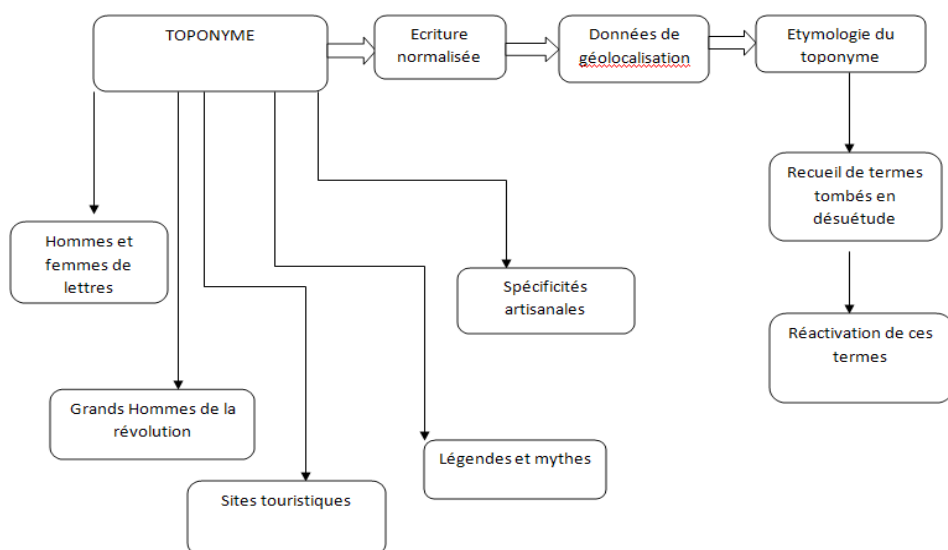 TOPONYME
Ecriture
normalisée
Données de
géolocalisation
Etymologie du
toponyme
Recueil de termes
tombés en
désuétude
Hommes et
femmes de
lettres
Spécificités
artisanales
Réactivation de ces
termes
Grands Hommes de la
révolution
Légendes et mythes
Sites touristiques